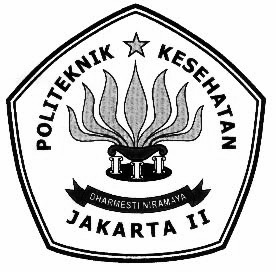 POLITEKNIK KESEHATAN
DHARMESTI NIRAMAYA
JAKARTA II